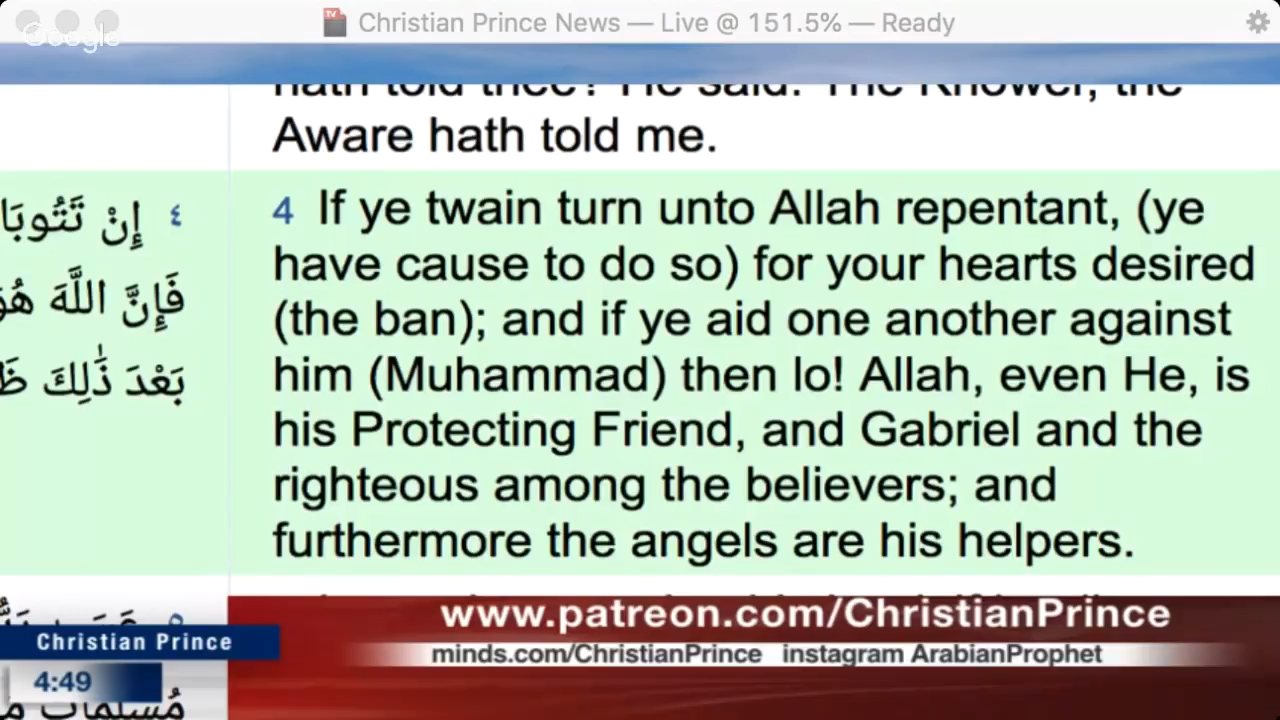 Christian Prince News — Live @ 151.5% — Ready
Google
Aware hath told me.
4 If ye twain turn unto Allah repentant, (ye
have cause to do so) for your hearts desired
(the ban); and if ye aid one another against
him (Muhammad) then lo! Allah, even He, is
his Protecting Friend, and Gabriel and the
righteous among the believers; and
furthermore the angels are his helpers.
٤ إِنْ تَتُوبَا
فَإِنَّ اللَّهَ
بَعْدَ ذَٰلِكَ
www.patreon.com/ChristianPrince
minds.com/ChristianPrince instagram ArabianProphet
Christian Prince
4:49